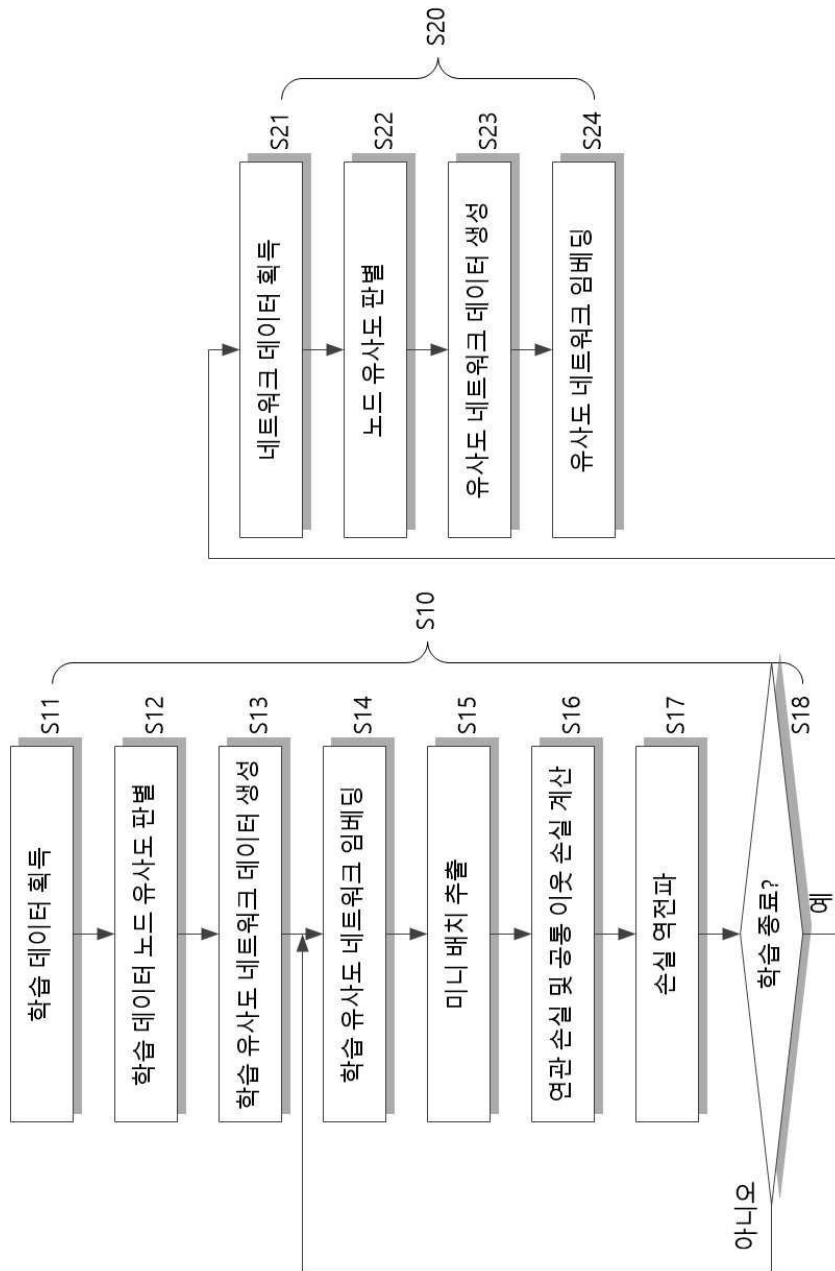 학습 데이터 획득
S11
학습 데이터 노드 유사도 판별
S12
학습 유사도 네트워크 데이터 생성
S13
학습 유사도 네트워크 임베딩
S14
미니 배치 추출
S15
연관 손실 및 공통 이웃 손실 계산
S16
손실 역전파
S17
학습 종료?
S18
아니오
예
S10
네트워크 데이터 획득
S21
노드 유사도 판별
S22
유사도 네트워크 데이터 생성
S23
유사도 네트워크 임베딩
S24
S20